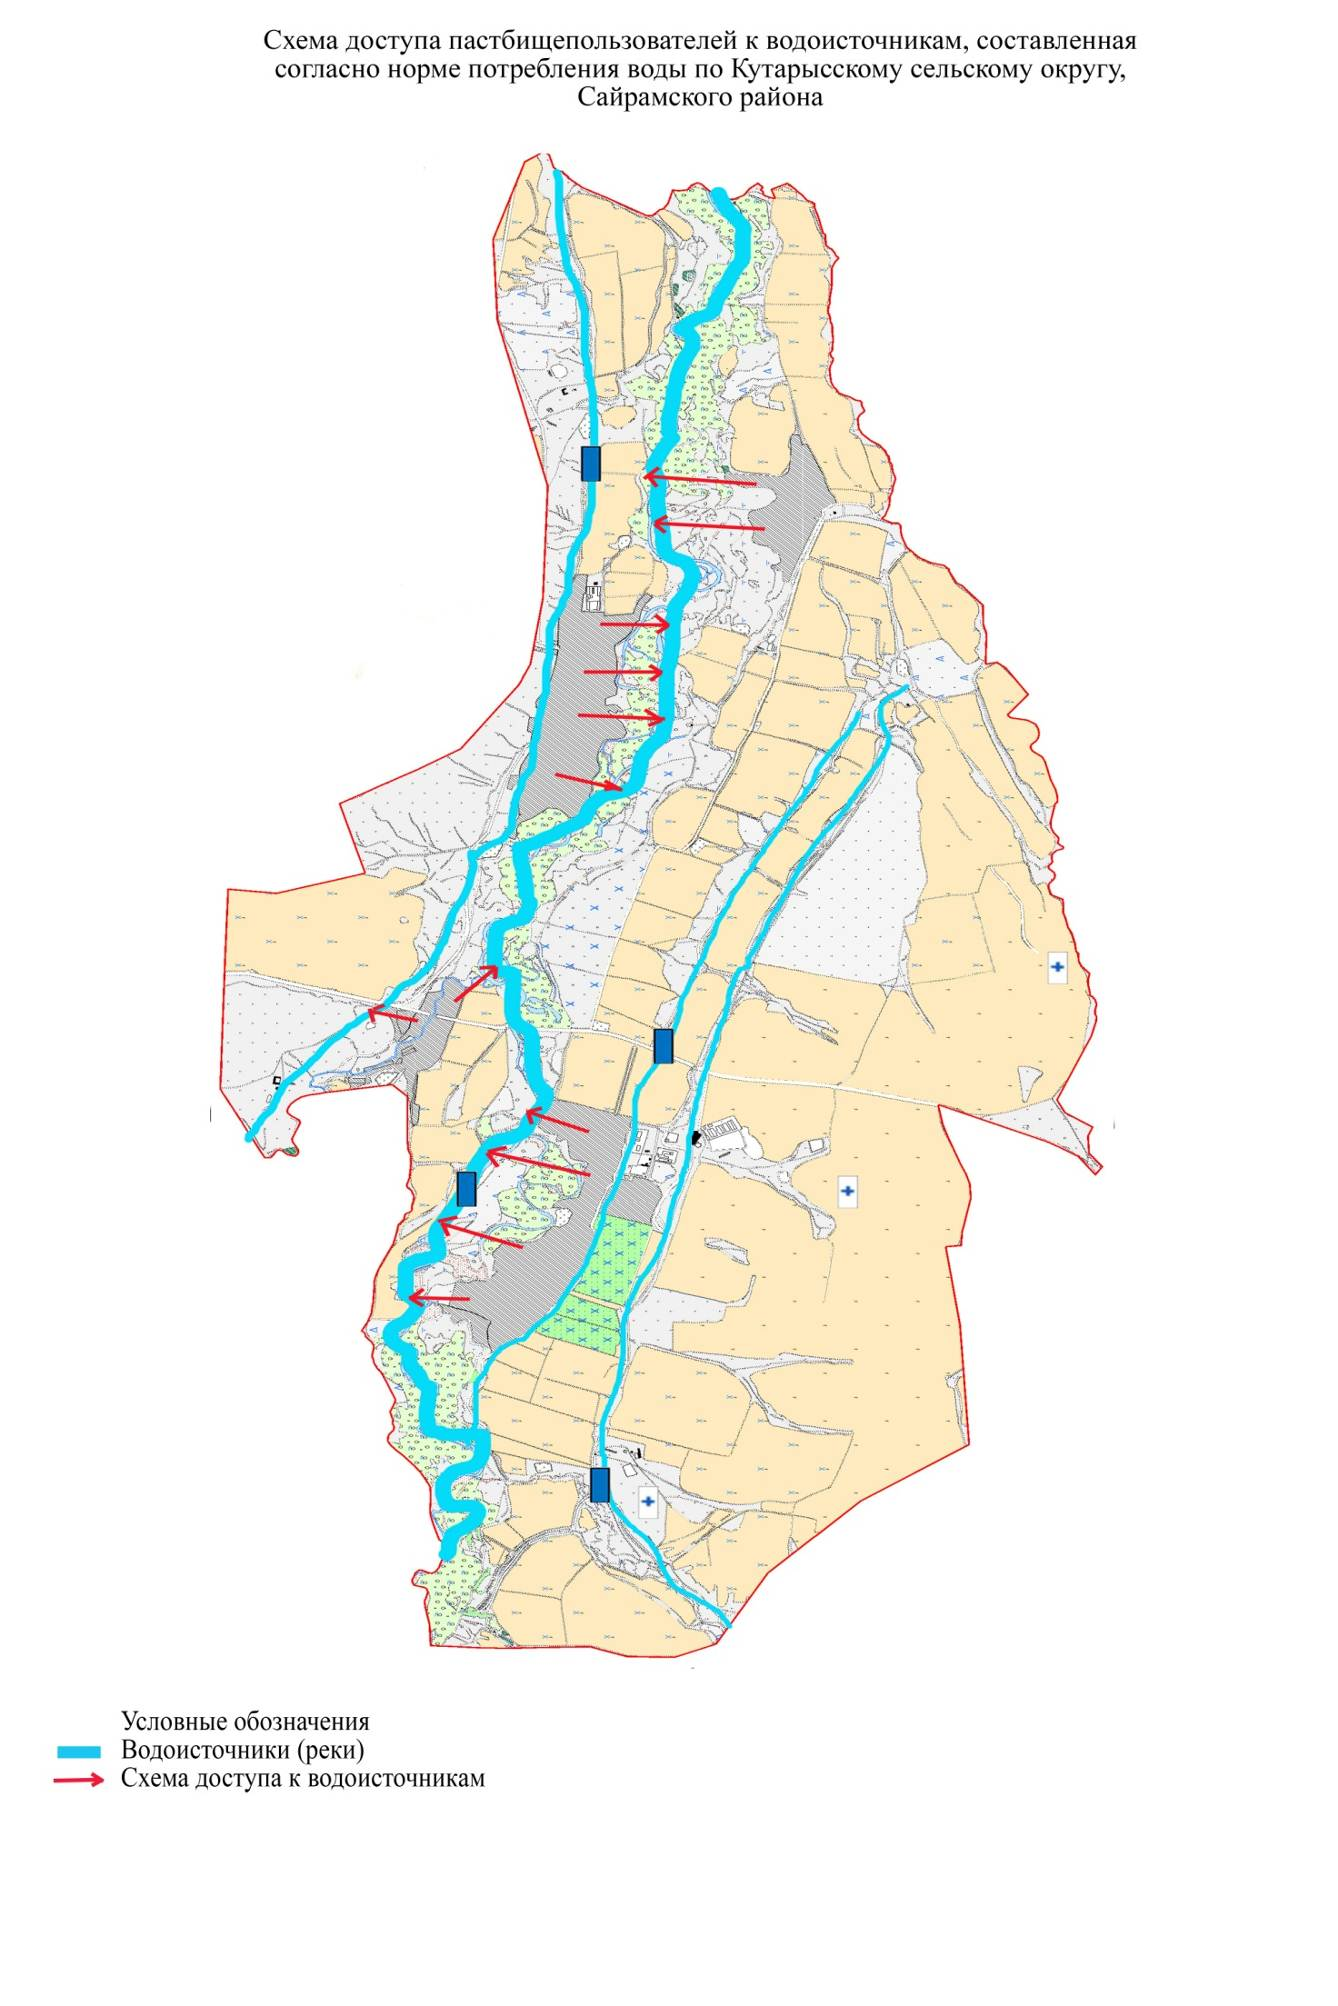 Схема доступа пастбищепользователей к водоисточникам, составленная
согласно норме потребления воды по Кутарысскому сельскому округу,
Сайрамского района
Условные обозначения
Водоисточники (реки)
Схема доступа к водоисточникам